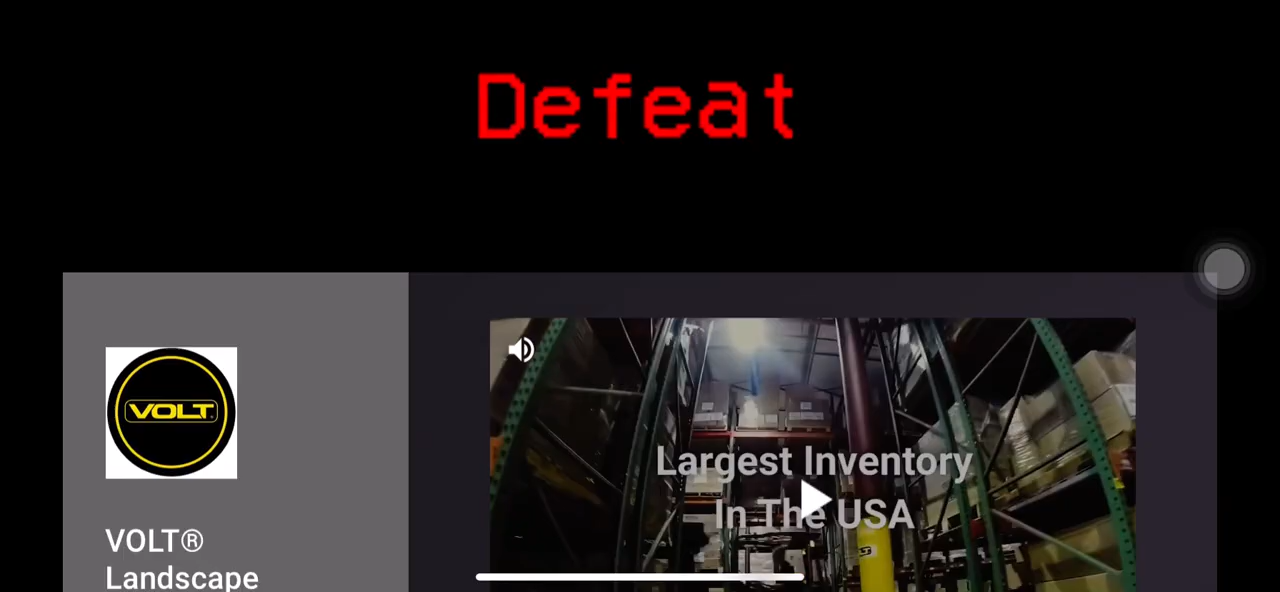 Defeat
VOLT
Largest Inventory
In The USA
VOLT®
Landscape